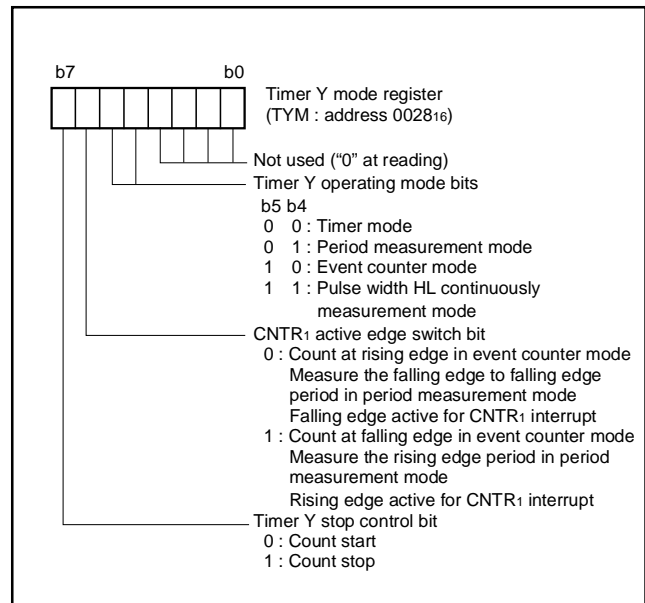 b7 b0
Timer Y mode register
(TYM : address 002816)
Not used (“0” at reading)
Timer Y operating mode bits
b5 b4
0 0 : Timer mode
0 1 : Period measurement mode
1 0 : Event counter mode
1 1 : Pulse width HL continuously
measurement mode
CNTR1 active edge switch bit
0 : Count at rising edge in event counter mode
Measure the falling edge to falling edge
period in period measurement mode
Falling edge active for CNTR1 interrupt
1 : Count at falling edge in event counter mode
Measure the rising edge period in period
measurement mode
Rising edge active for CNTR1 interrupt
Timer Y stop control bit
0 : Count start
1 : Count stop